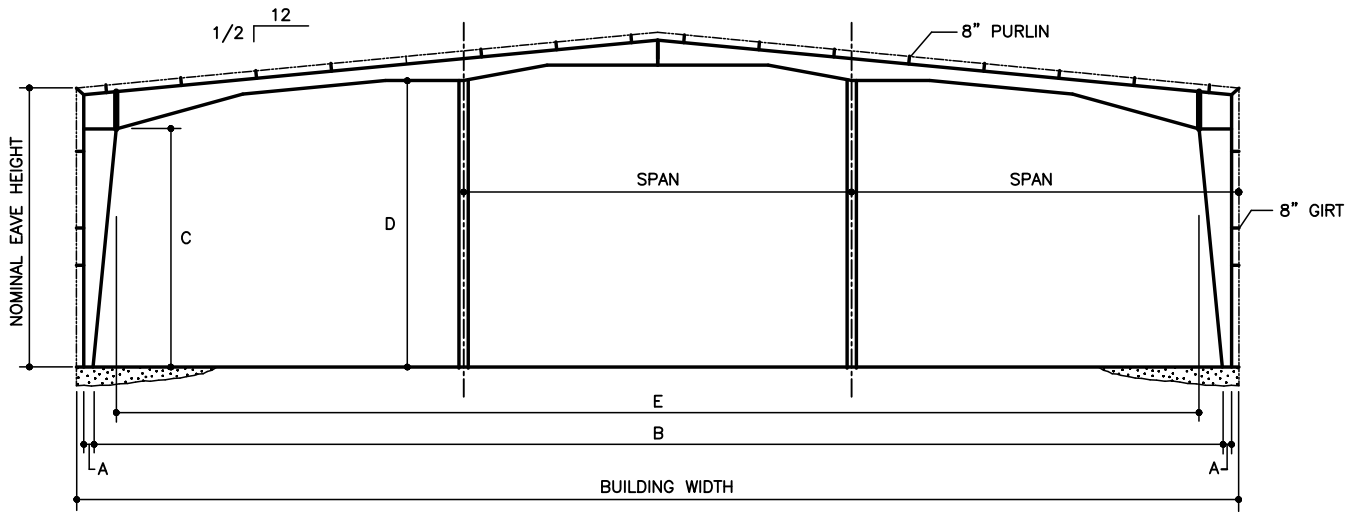 12
1/2
8” PURLIN
NOMINAL EAVE HEIGHT
SPAN
SPAN
8” GIRT
C
D
E
B
A
A
BUILDING WIDTH